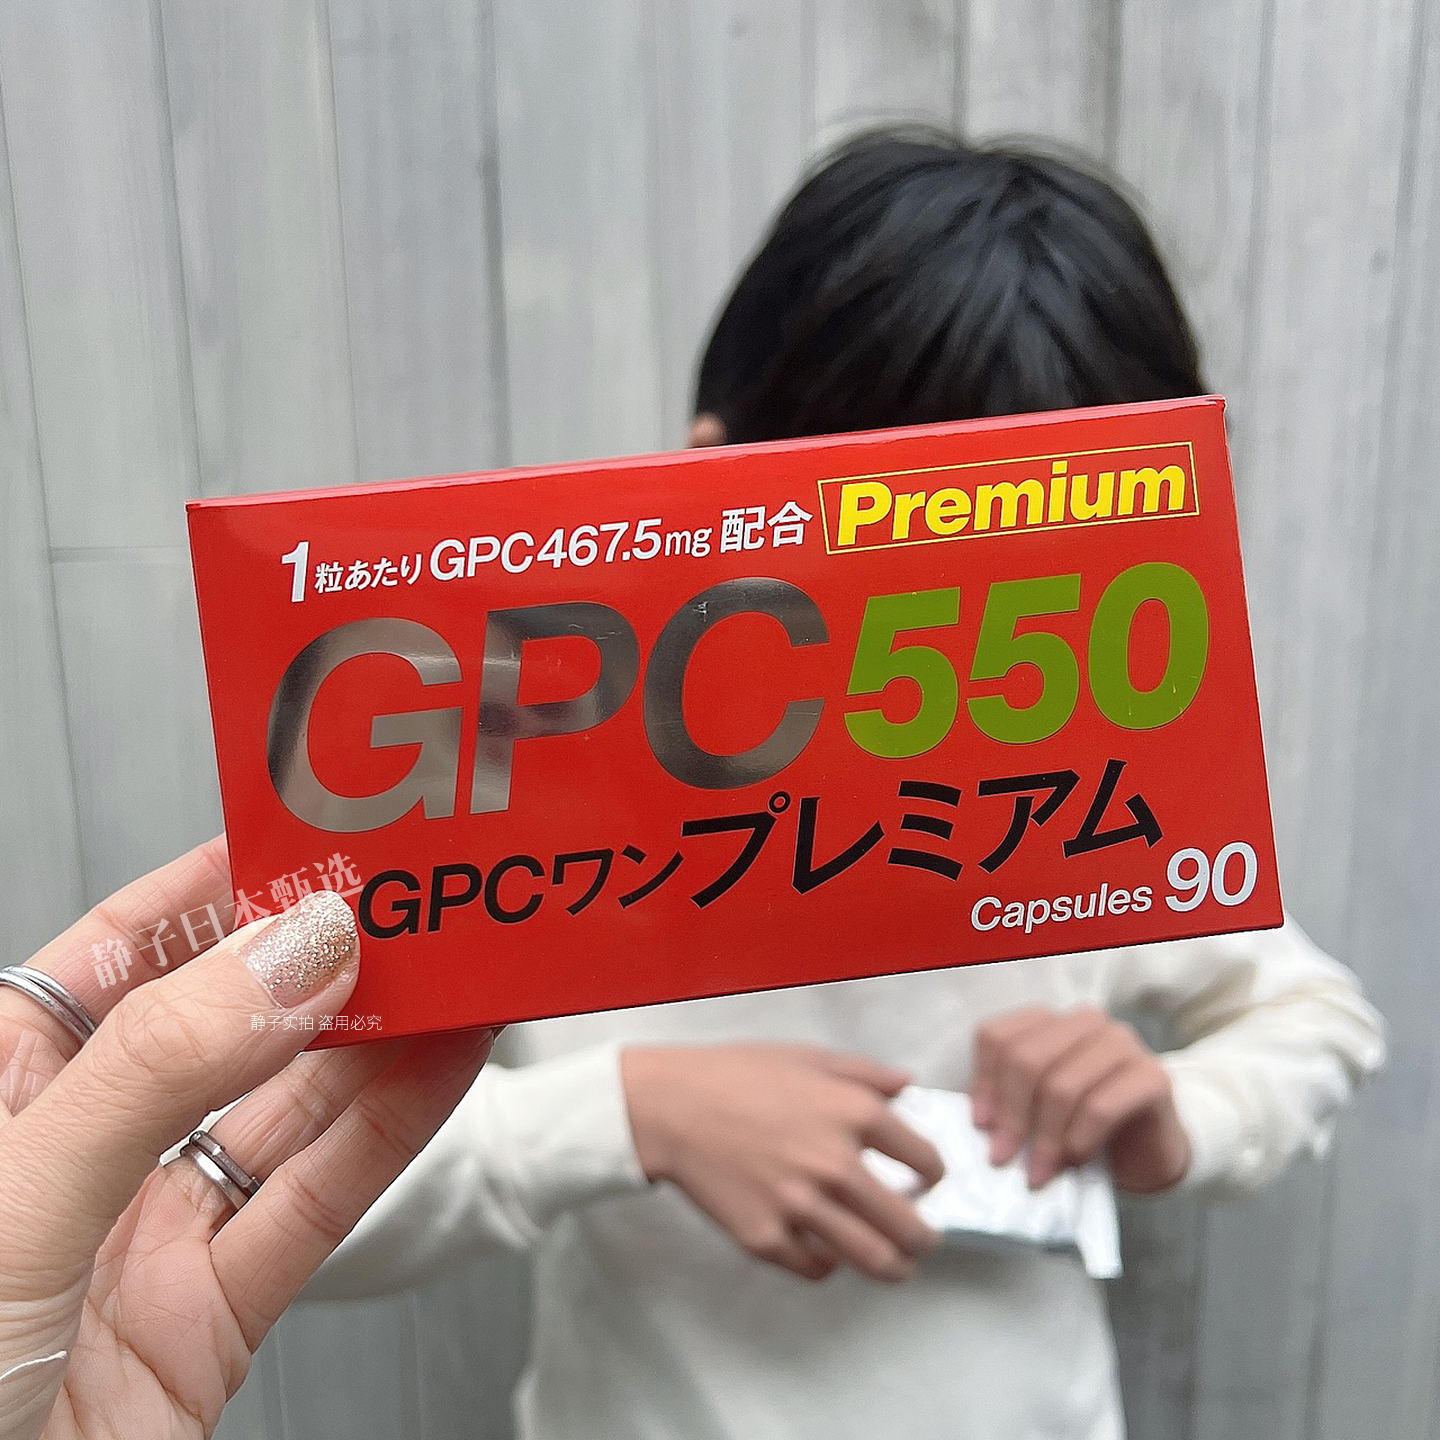 1粒あたりGPC467.5mg配合 Premium
GPC550
GPCワンプレミアム
Capsules 90
静子日本甄选
静子实拍 盗用必究